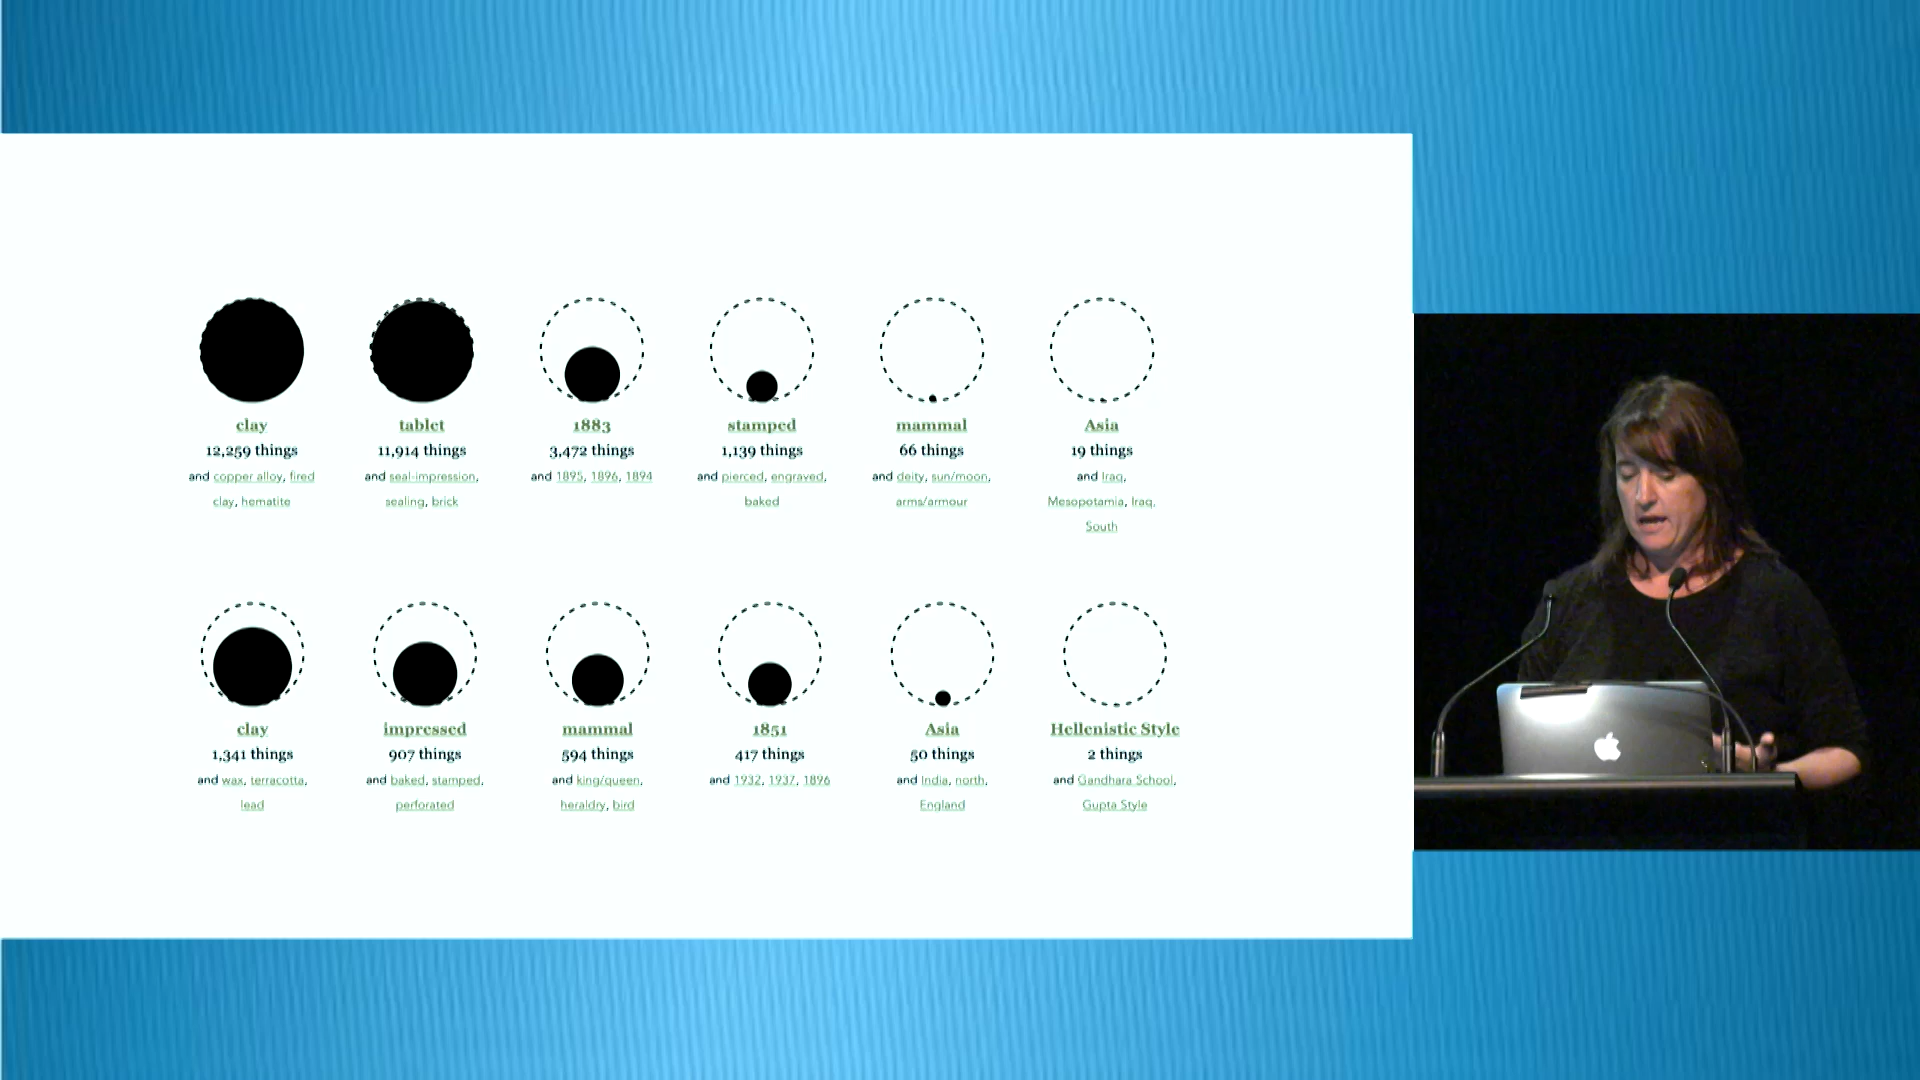 clay
12,259 things
and copper alloy, fired
clay, hematite
tablet
11,914 things
and seal-impression,
sealing, brick
1883
3,472 things
and 1895, 1896, 1894
stamped
1,139 things
and pierced, engraved,
baked
mammal
66 things
and deity, sun/moon,
arms/armour
Asia
19 things
and Iraq,
Mesopotamia, Iraq,
South
clay
1,341 things
and wax, terracotta,
lead
impressed
907 things
and baked, stamped,
perforated
mammal
594 things
and king/queen,
heraldry, bird
1851
417 things
and 1932, 1937, 1896
Asia
50 things
and India, north,
England
Hellenistic Style
2 things
and Gandhara School,
Gupta Style